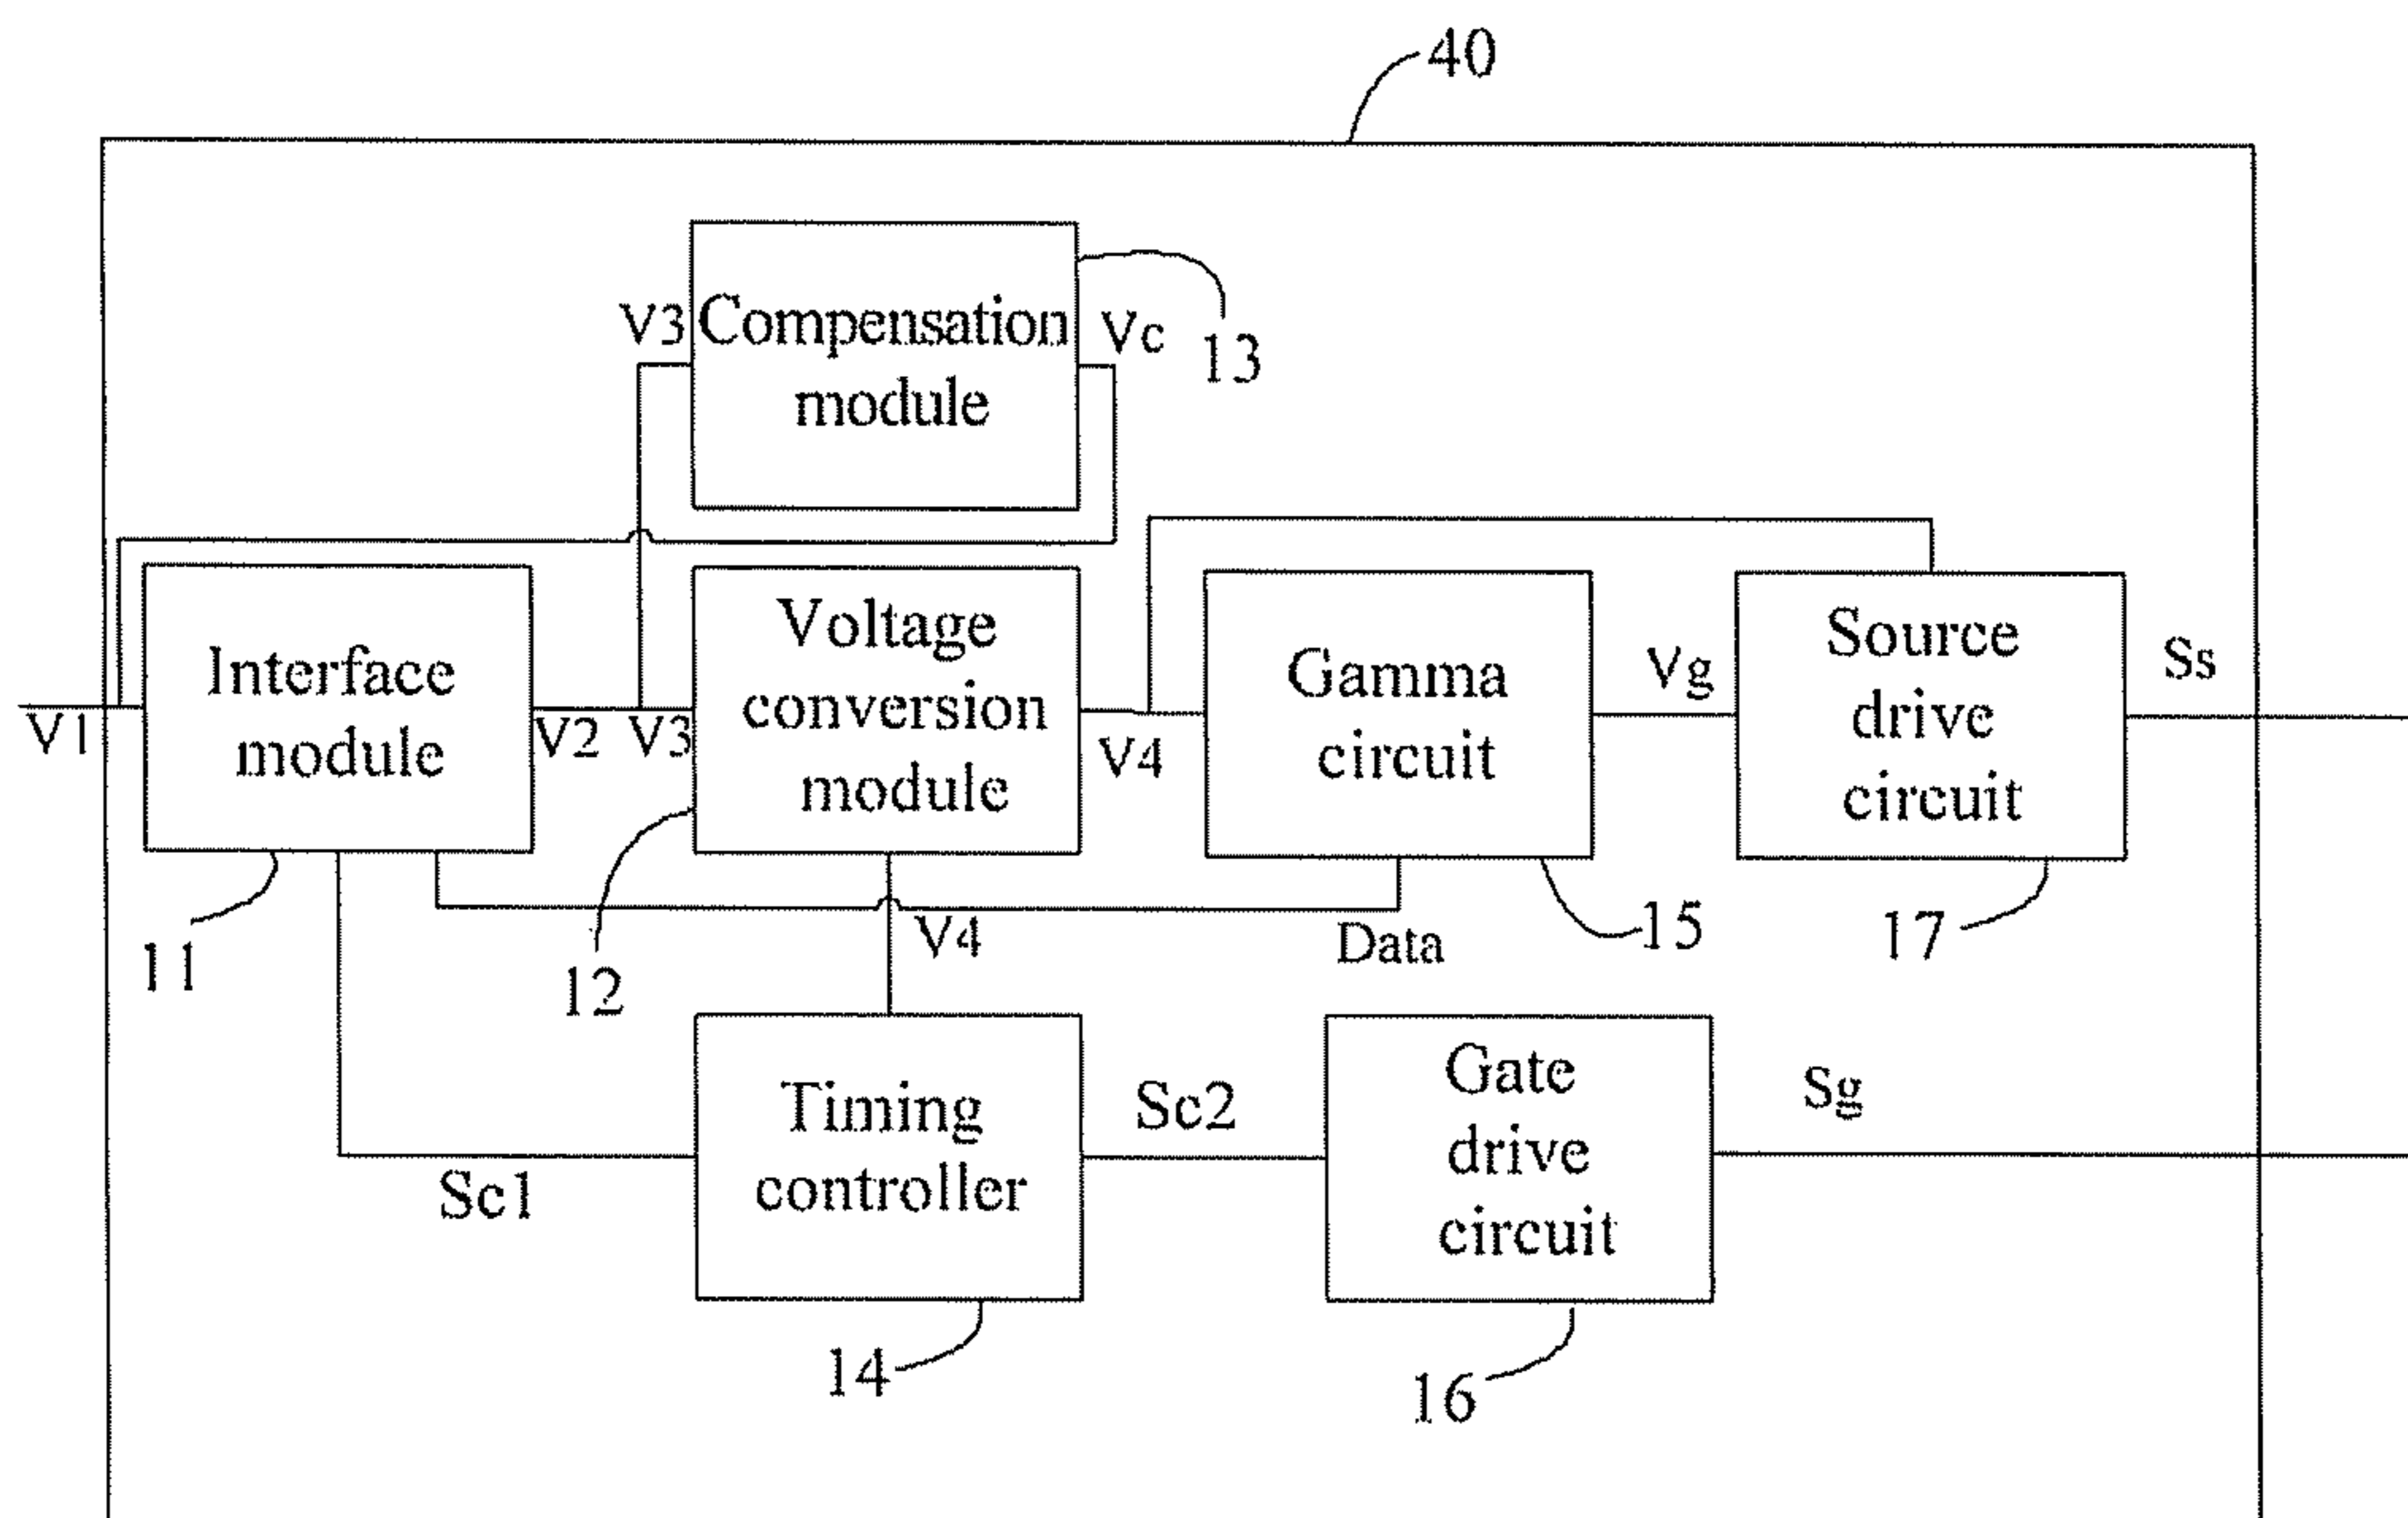 40
V3
Compensation
module
Vc
13
V1
Interface
module
11
V2
V3
Voltage
conversion
module
12
V4
Gamma
circuit
15
Vg
Source
drive
circuit
17
Ss
V4
Data
Sc1
Timing
controller
14
Sc2
Gate
drive
circuit
16
Sg